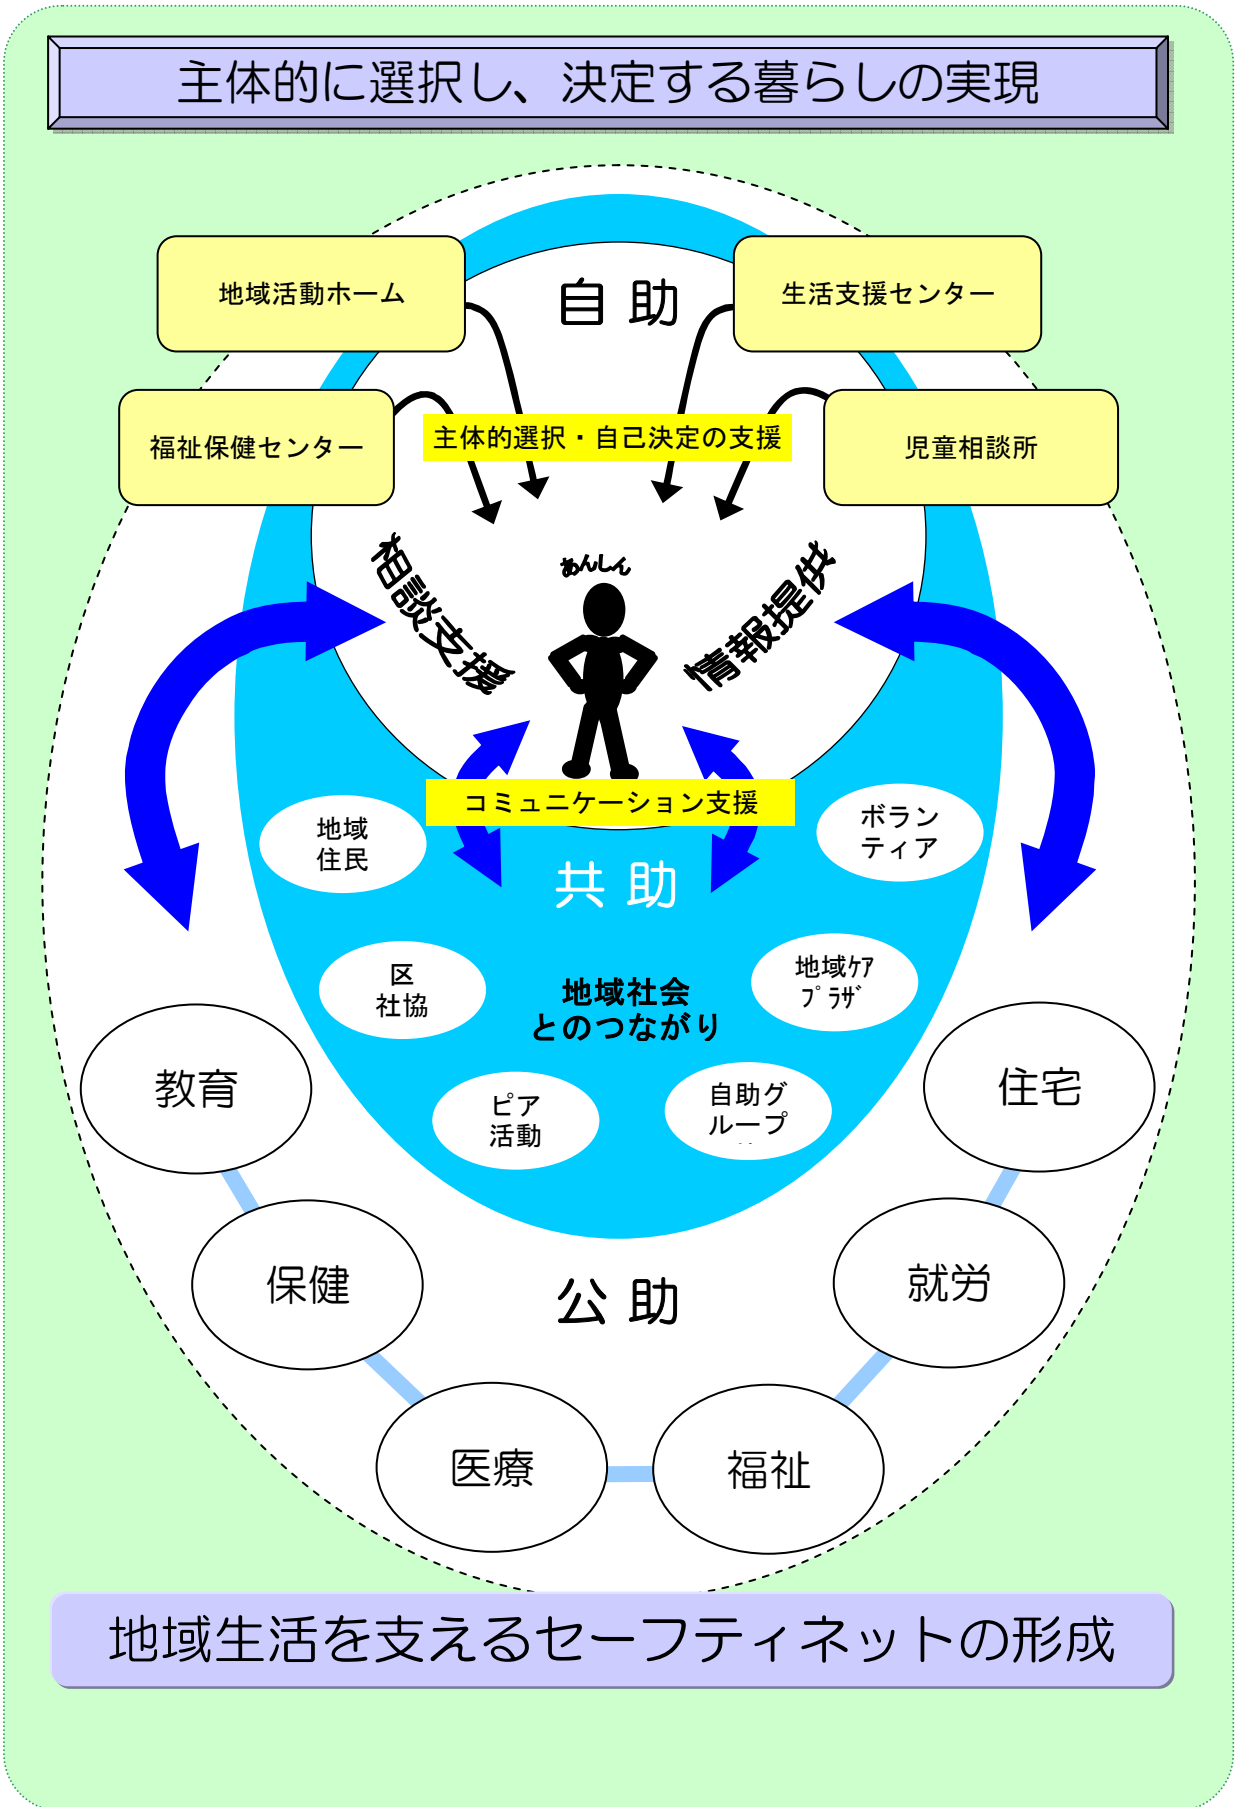 主体的に選択し、決定する暮らしの実現
自助
地域活動ホーム
生活支援センター
福祉保健センター
主体的選択・自己決定の支援
児童相談所
相談支援
あんしん
情報提供
コミュニケーション支援
地域
住民
ボラン
ティア
共助
区
社協
地域社会
とのつながり
地域ｹｱ
ﾌﾟﾗｻﾞ
ピア
活動
自助グ
ループ
教育
住宅
保健
公助
就労
医療
福祉
地域生活を支えるセーフティネットの形成